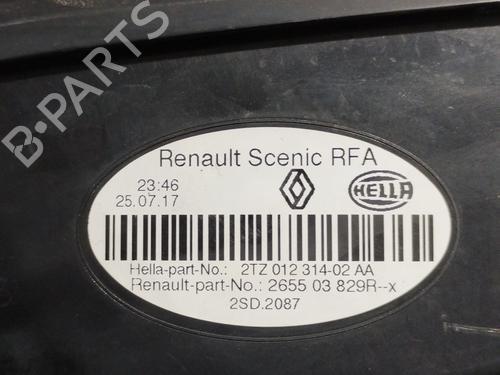 B-PARTS
Renault Scenic RFA
23:46
25.07.17
HELLA
Hella-part-No.: 2TZ 012 314-02 AA
Renault-part-No.: 2655 03 829R--x
2SD.2087